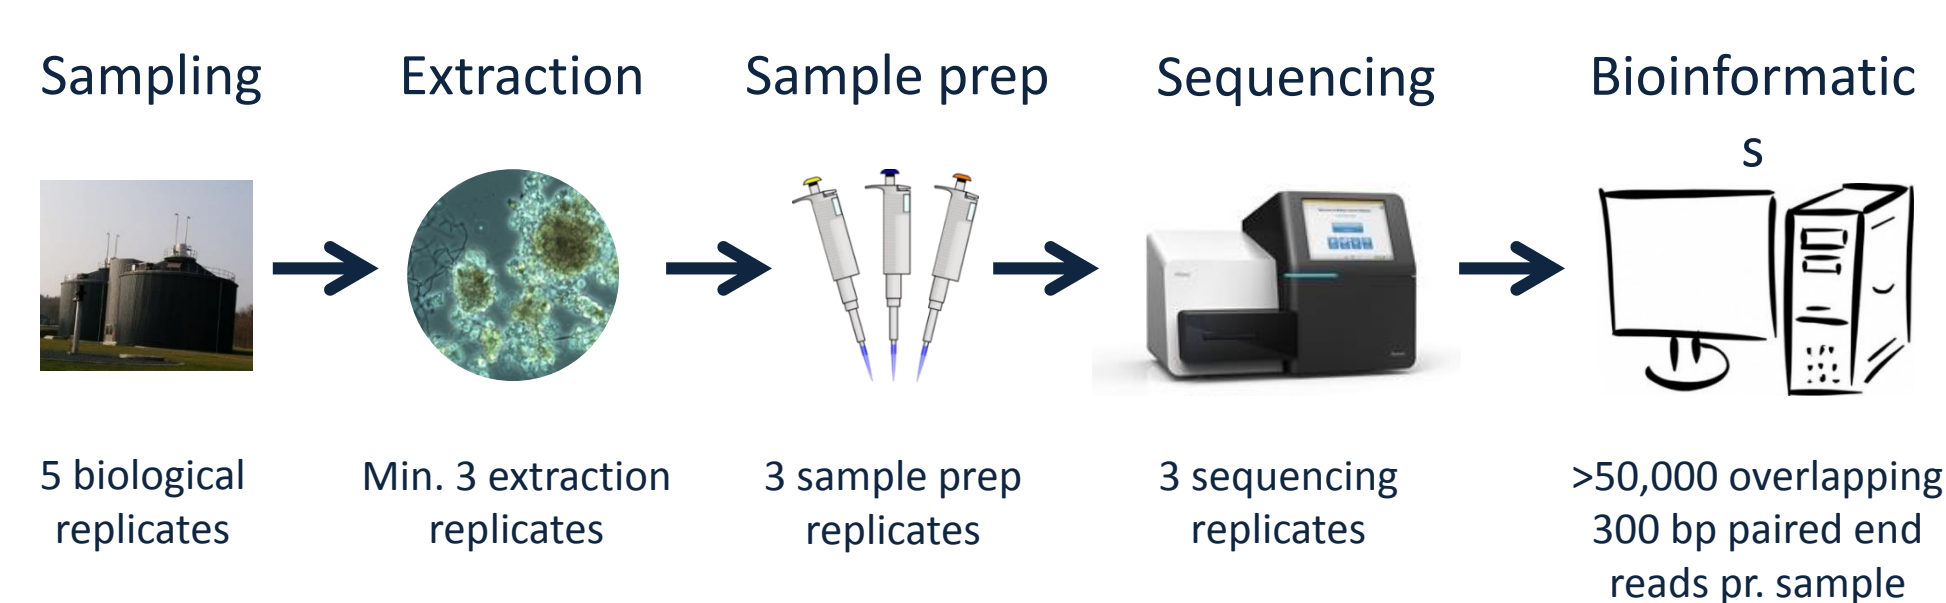 Sampling
Extraction
Sample prep
Sequencing
Bioinformatic
s
5 biological
replicates
Min. 3 extraction
replicates
3 sample prep
replicates
3 sequencing
replicates
>50,000 overlapping
300 bp paired end
reads pr. sample